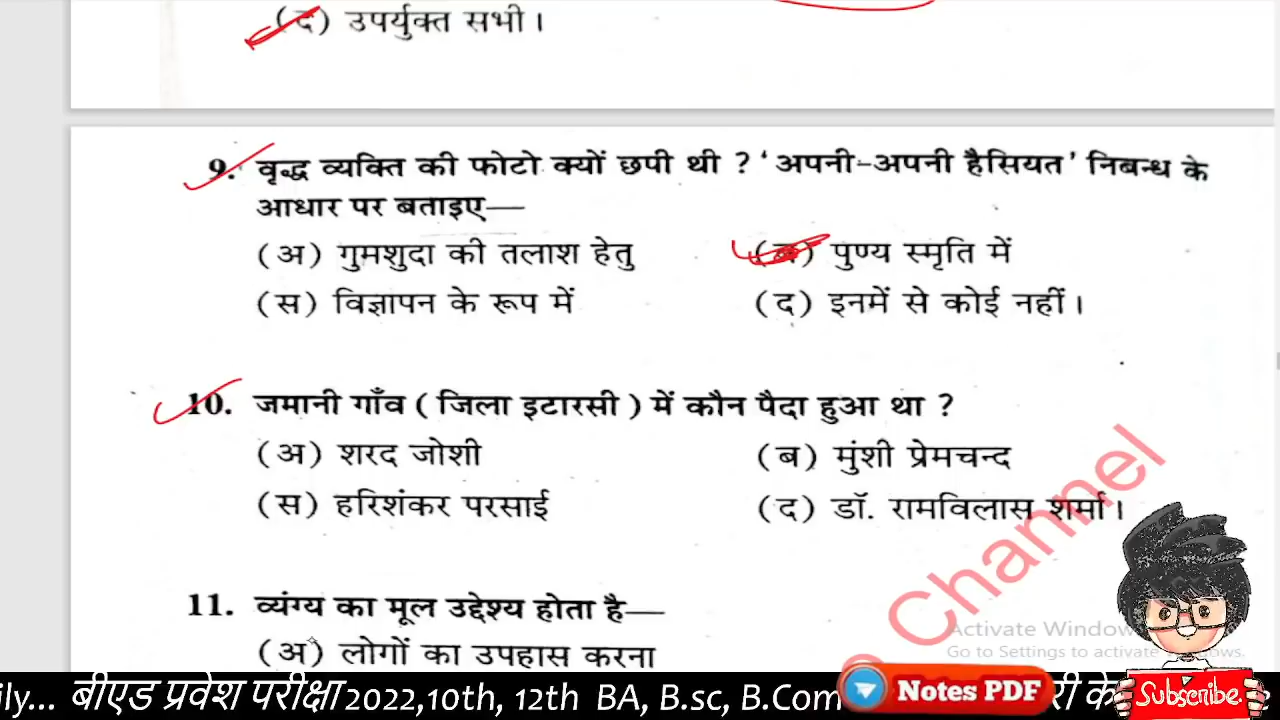 (द) उपर्युक्त सभी।
9. वृद्ध व्यक्ति की फोटो क्यों छपी थी ? ‘अपनी-अपनी हैसियत’ निबन्ध के
आधार पर बताइए—
(अ) गुमशुदा की तलाश हेतु (ब) पुण्य स्मृति में
(स) विज्ञापन के रूप में (द) इनमें से कोई नहीं।
10. जमानी गाँव ( जिला इटारसी ) में कौन पैदा हुआ था ?
(अ) शरद जोशी (ब) मुंशी प्रेमचन्द
(स) हरिशंकर परसाई (द) डॉ. रामविलास शर्मा।
Channel
11. व्यंग्य का मूल उद्देश्य होता है—
Activate Window
Go to Settings to activate
(अ) लोगों का उपहास करना
ily... बीएड प्रवेश परीक्षा 2022,10th, 12th BA, B.sc, B.Com
Notes PDF
री के
Subscribe